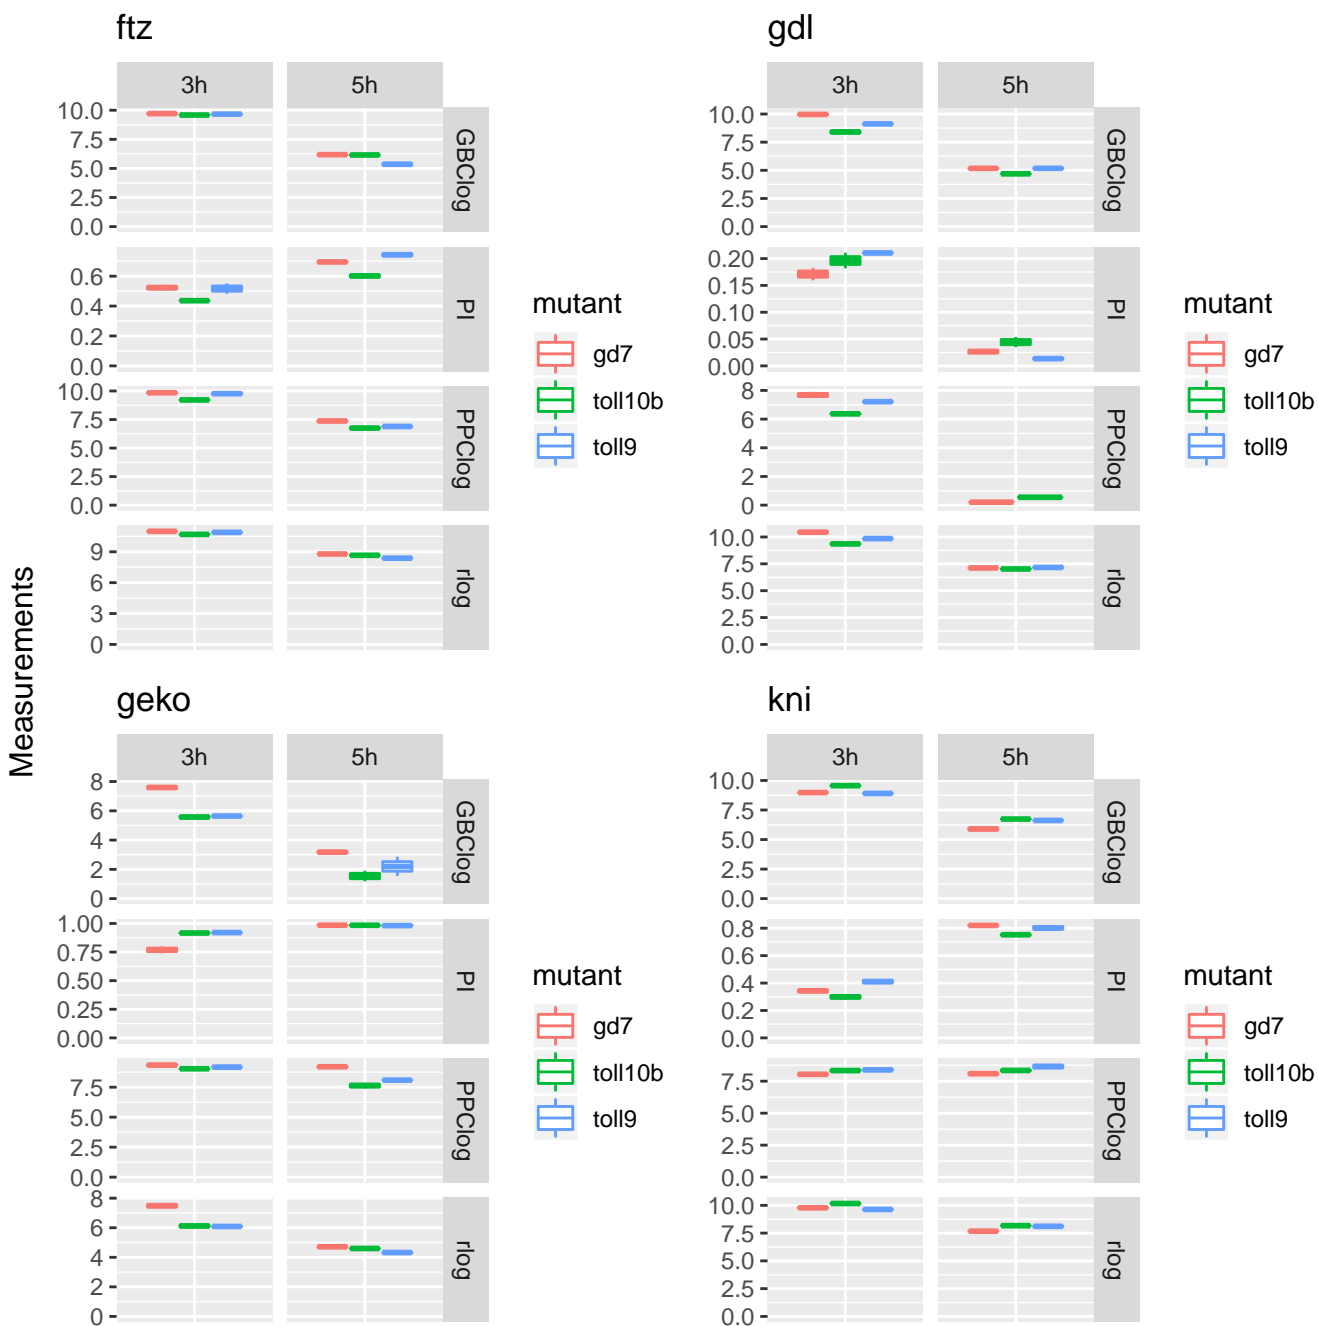 Measurements
ftz
3h
5h
10.0
7.5
5.0
2.5
0.0
GBClog
0.6
0.4
0.2
0.0
PI
10.0
7.5
5.0
2.5
0.0
PPClog
9
6
3
0
rlog
mutant
gd7
toll10b
toll9
gdl
3h
5h
10.0
7.5
5.0
2.5
0.0
GBClog
0.20
0.15
0.10
0.05
0.00
PI
8
6
4
2
0
PPClog
10.0
7.5
5.0
2.5
0.0
rlog
mutant
gd7
toll10b
toll9
geko
3h
5h
8
6
4
2
0
GBClog
1.00
0.75
0.50
0.25
0.00
PI
7.5
5.0
2.5
0.0
PPClog
8
6
4
2
0
rlog
mutant
gd7
toll10b
toll9
kni
3h
5h
10.0
7.5
5.0
2.5
0.0
GBClog
0.8
0.6
0.4
0.2
0.0
PI
7.5
5.0
2.5
0.0
PPClog
10.0
7.5
5.0
2.5
0.0
rlog
mutant
gd7
toll10b
toll9